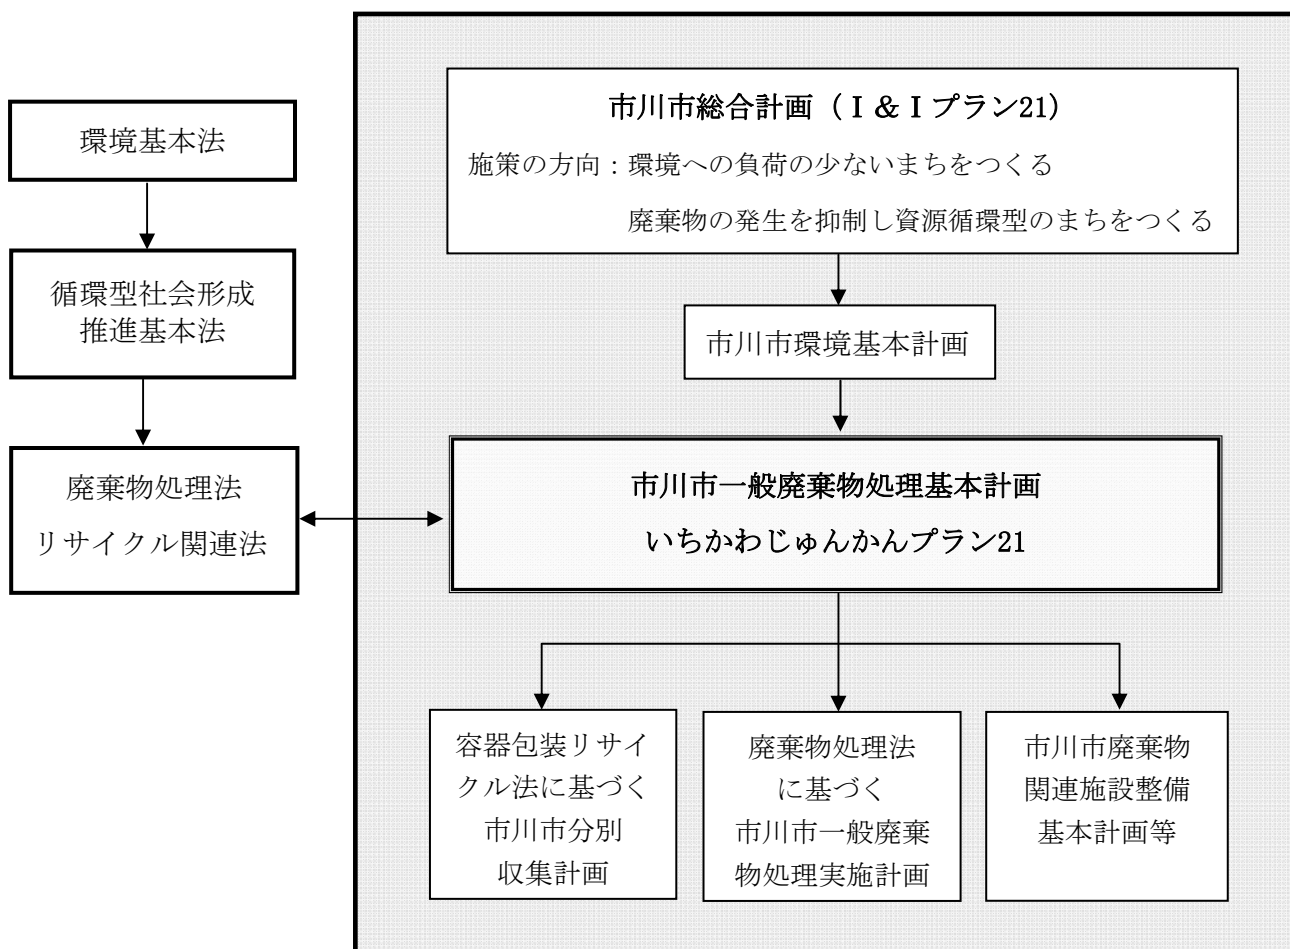 環境基本法
循環型社会形成
推進基本法
廃棄物処理法
リサイクル関連法
市川市総合計画（Ｉ＆Ｉプラン21）
施策の方向：環境への負荷の少ないまちをつくる
廃棄物の発生を抑制し資源循環型のまちをつくる
市川市環境基本計画
市川市一般廃棄物処理基本計画
いちかわじゅんかんプラン21
容器包装リサイ
クル法に基づく
市川市分別
収集計画
廃棄物処理法
に基づく
市川市一般廃棄
物処理実施計画
市川市廃棄物
関連施設整備
基本計画等